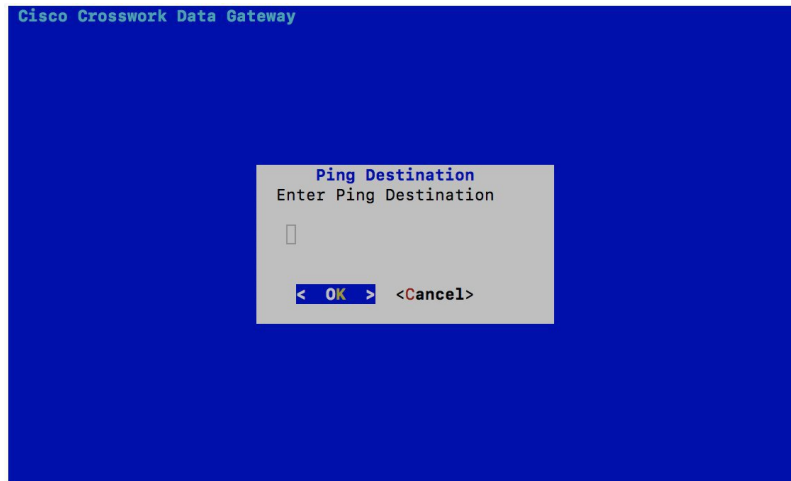 Cisco Crosswork Data Gateway
Ping Destination
Enter Ping Destination
< OK > <Cancel>